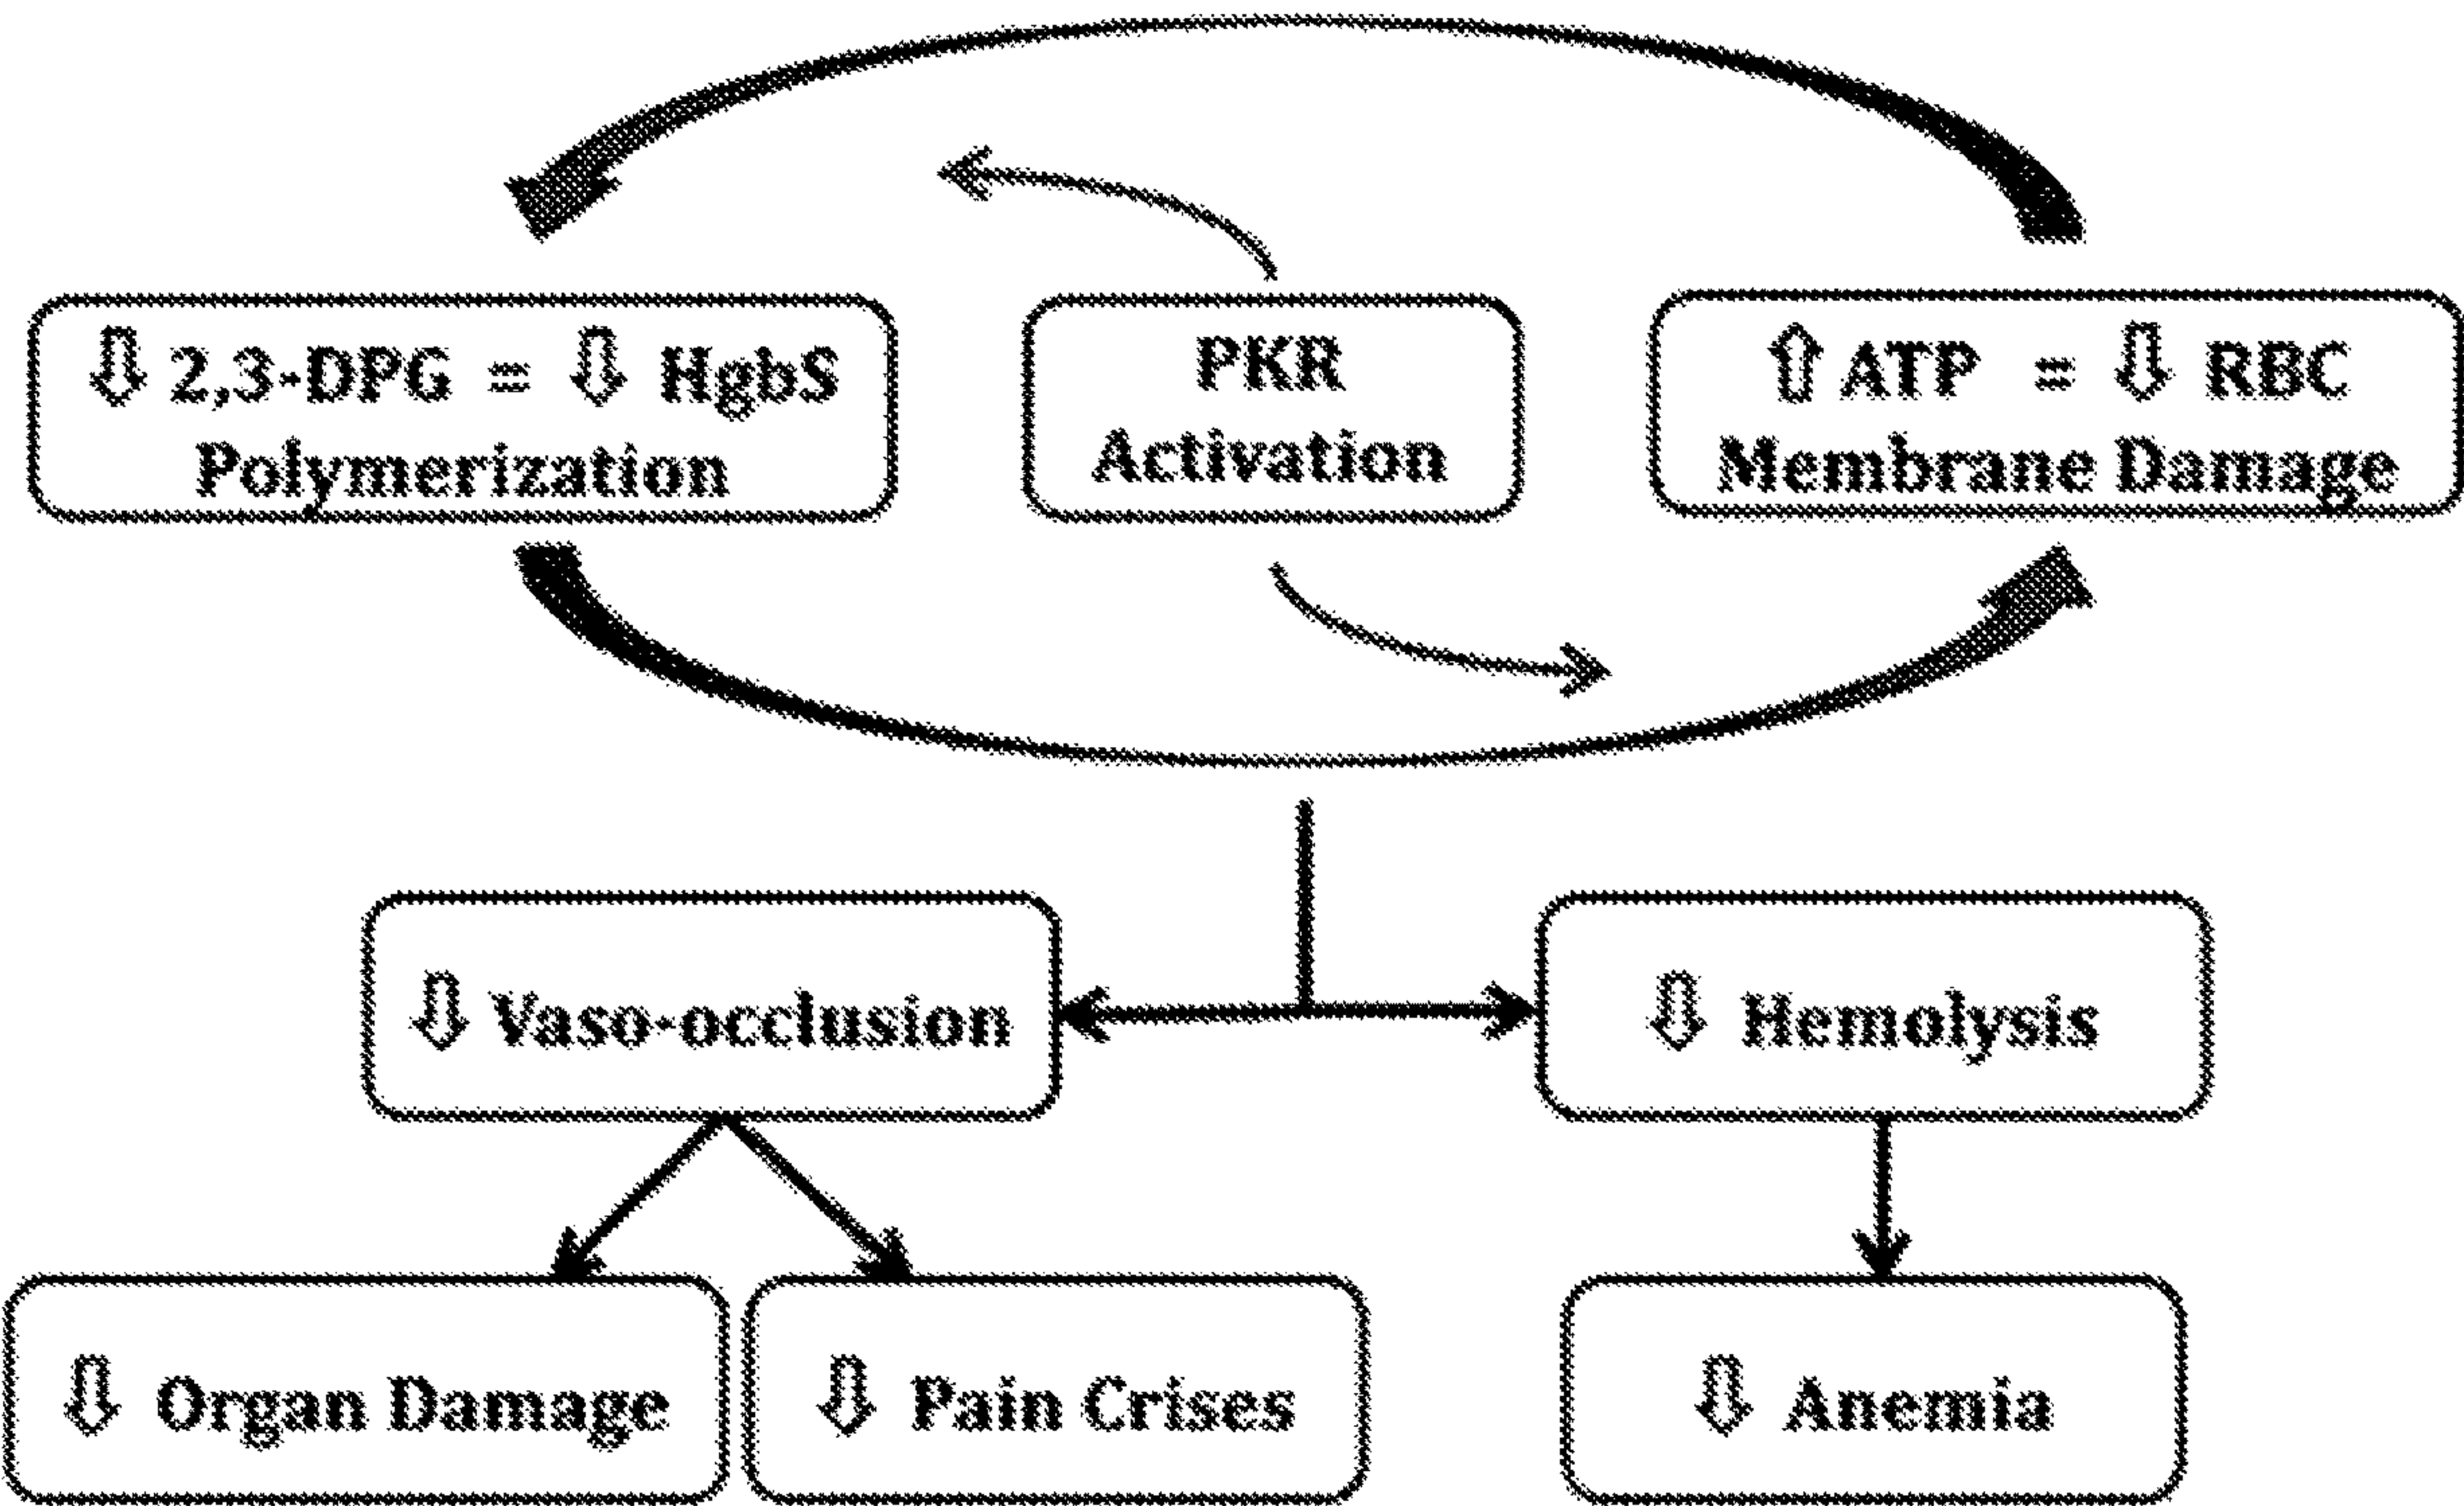 ⇩ 2,3-DPG = ⇩ HgbS
Polymerization
PKR
Activation
⇧ ATP = ⇩ RBC
Membrane Damage
⇩ Vaso-occlusion
⇩ Hemolysis
⇩ Organ Damage
⇩ Pain Crises
⇩ Anemia